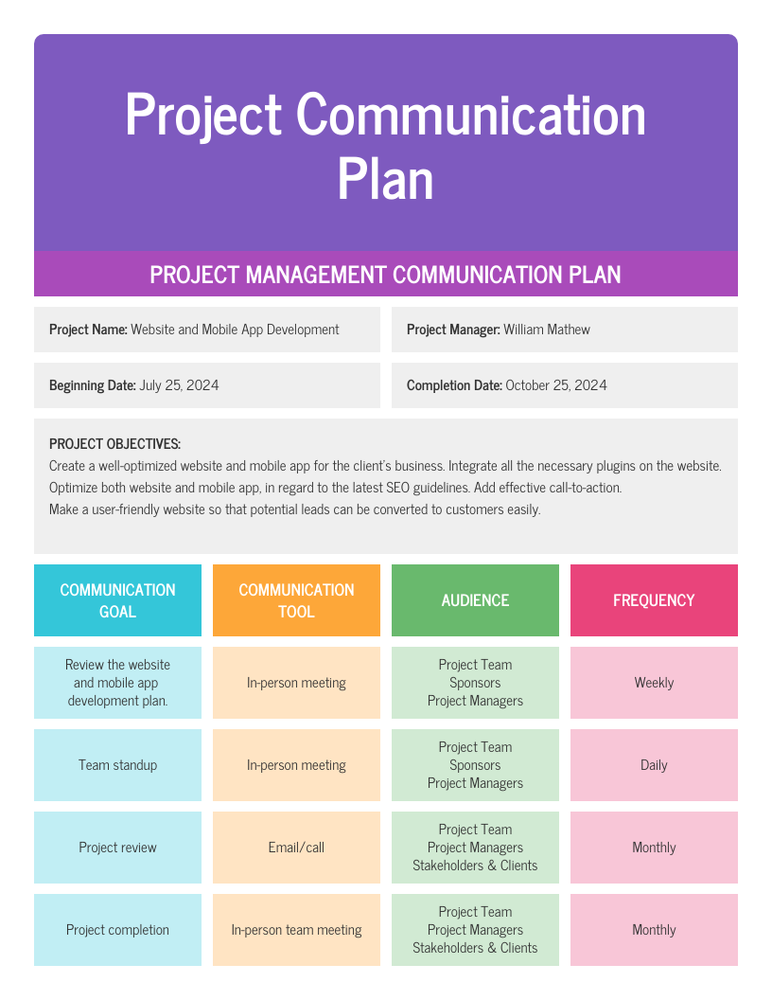 Project Communication
Plan
PROJECT MANAGEMENT COMMUNICATION PLAN
Project Name: Website and Mobile App Development
Project Manager: William Mathew
Beginning Date: July 25, 2024
Completion Date: October 25, 2024
PROJECT OBJECTIVES:
Create a well-optimized website and mobile app for the client's business. Integrate all the necessary plugins on the website.
Optimize both website and mobile app, in regard to the latest SEO guidelines. Add effective call-to-action.
Make a user-friendly website so that potential leads can be converted to customers easily.
COMMUNICATION
GOAL
COMMUNICATION
TOOL
AUDIENCE
FREQUENCY
Review the website
and mobile app
development plan.
In-person meeting
Project Team
Sponsors
Project Managers
Weekly
Team standup
In-person meeting
Project Team
Sponsors
Project Managers
Daily
Project review
Email/call
Project Team
Project Managers
Stakeholders & Clients
Monthly
Project completion
In-person team meeting
Project Team
Project Managers
Stakeholders & Clients
Monthly